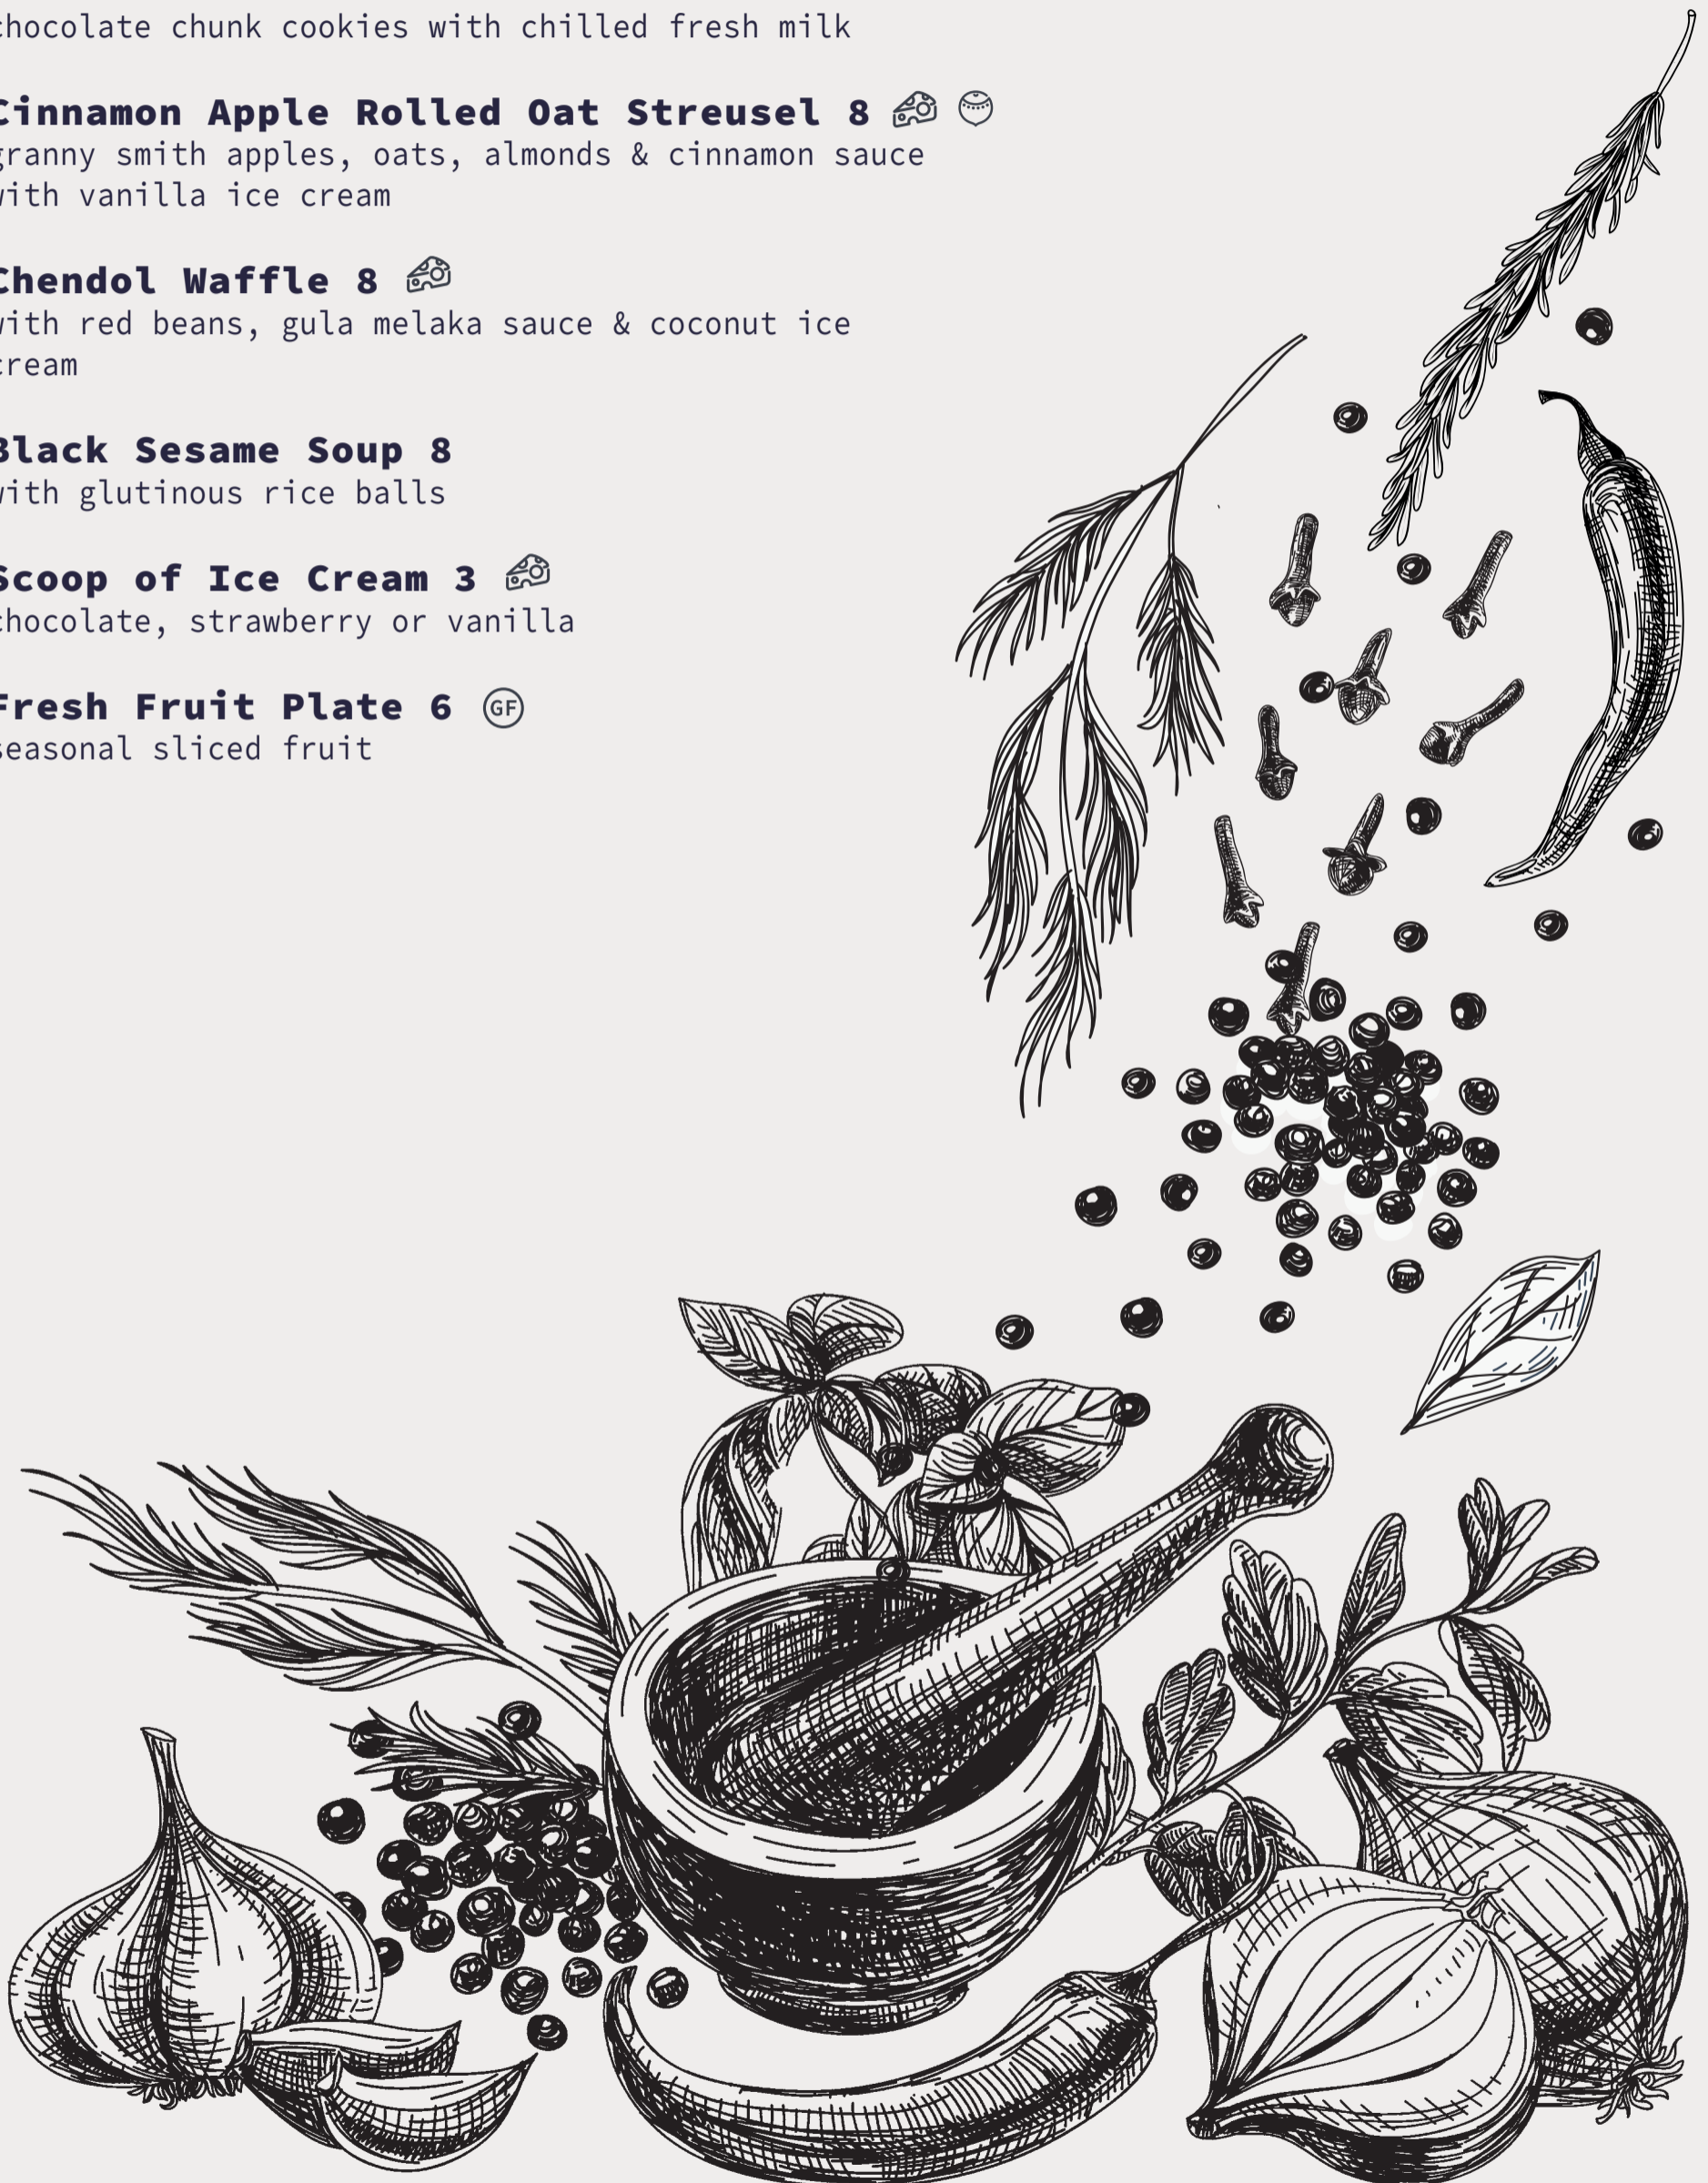 chocolate chunk cookies with chilled fresh milk
Cinnamon Apple Rolled Oat Streusel 8
granny smith apples, oats, almonds & cinnamon sauce
with vanilla ice cream
Chendol Waffle 8
with red beans, gula melaka sauce & coconut ice
cream
Black Sesame Soup 8
with glutinous rice balls
Scoop of Ice Cream 3
chocolate, strawberry or vanilla
Fresh Fruit Plate 6 GF
seasonal sliced fruit